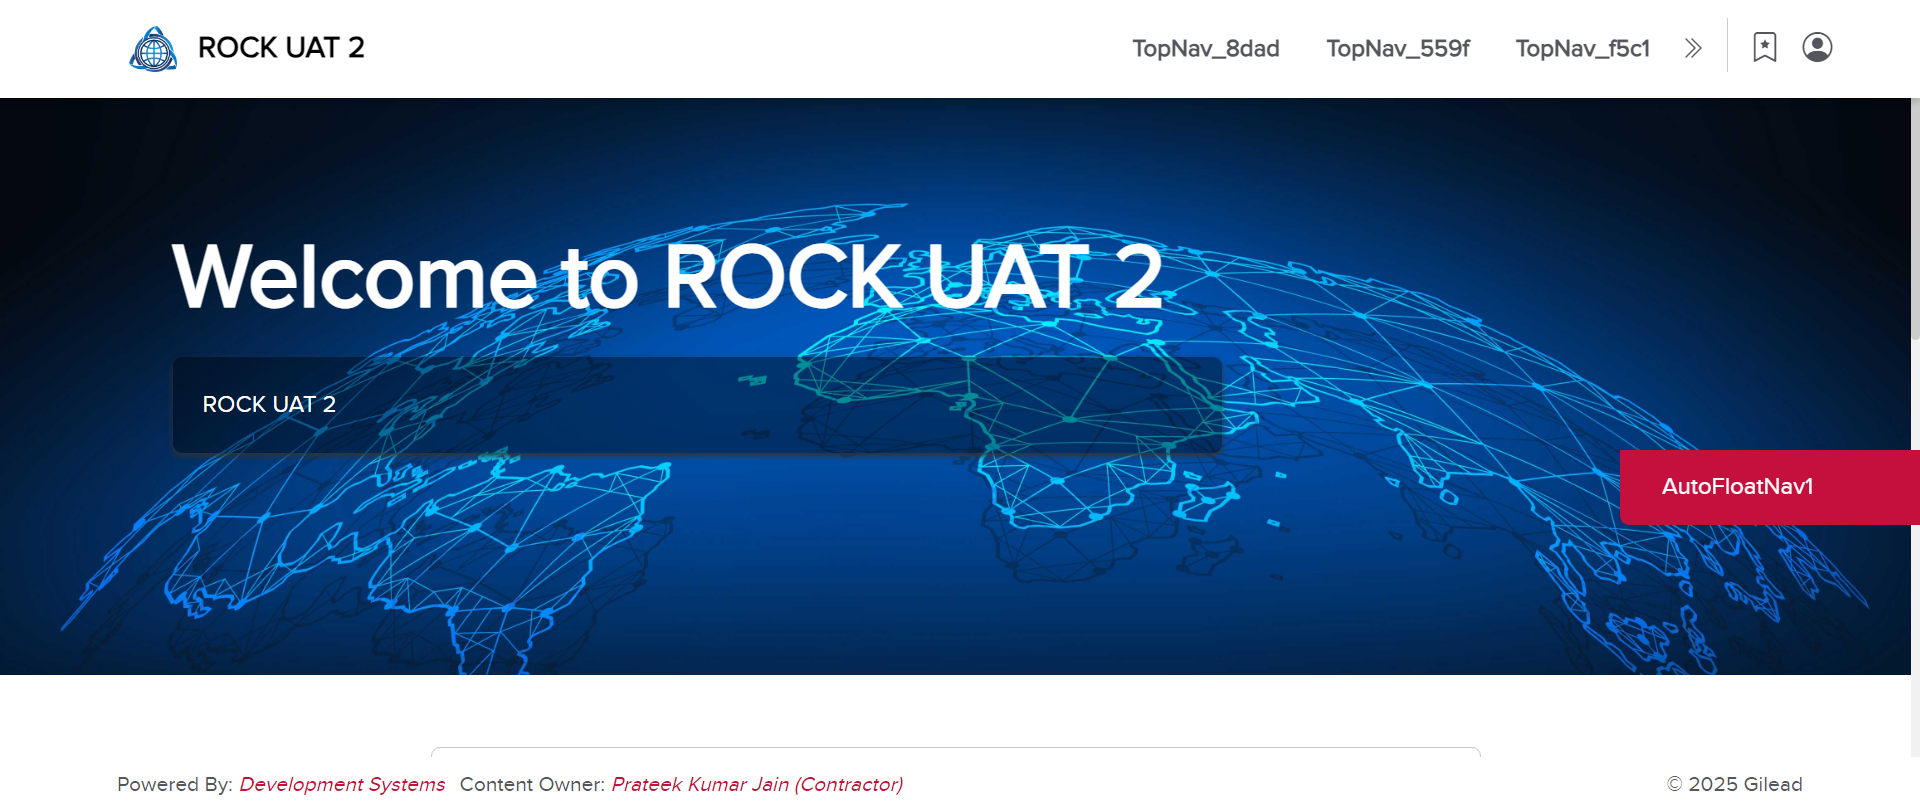 ROCK UAT 2
TopNav_8dad TopNav_559f TopNav_f5c1
Welcome to ROCK UAT 2
ROCK UAT 2
AutoFloatNav1
Powered By: Development Systems Content Owner: Prateek Kumar Jain (Contractor)
© 2025 Gilead